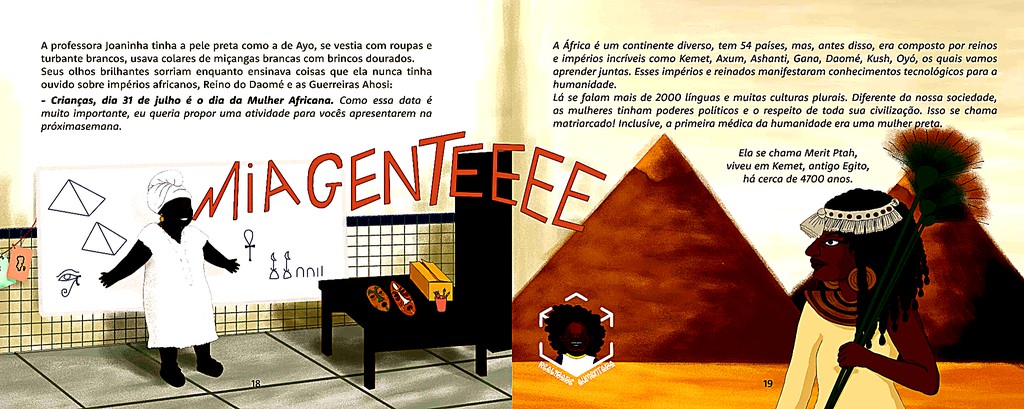 A professora Joaninha tinha a pele preta como a de Ayo, se vestia com roupas e
turbante brancos, usava colares de miçangas brancas com brincos dourados.
Seus olhos brilhantes sorriam enquanto ensinava coisas que ela nunca tinha
ouvido sobre impérios africanos, Reino do Daomé e as Guerreiras Ahosi:
- Crianças, dia 31 de julho é o dia da Mulher Africana. Como essa data é
muito importante, eu queria propor uma atividade para vocês apresentarem na
próximasemana.
MIAGENTEEEEE
18
A África é um continente diverso, tem 54 países, mas, antes disso, era composto por reinos
e impérios incríveis como Kemet, Axum, Ashanti, Gana, Daomé, Kush, Oyó, os quais vamos
aprender juntas. Esses impérios e reinados manifestaram conhecimentos tecnológicos para a
humanidade.
Lá se falam mais de 2000 línguas e muitas culturas plurais. Diferente da nossa sociedade,
as mulheres tinham poderes políticos e o respeito de toda sua civilização. Isso se chama
matriarcado! Inclusive, a primeira médica da humanidade era uma mulher preta.
Ela se chama Merit Ptah,
viveu em Kemet, antigo Egito,
há cerca de 4700 anos.
REALIDADE AUMENTADA
19